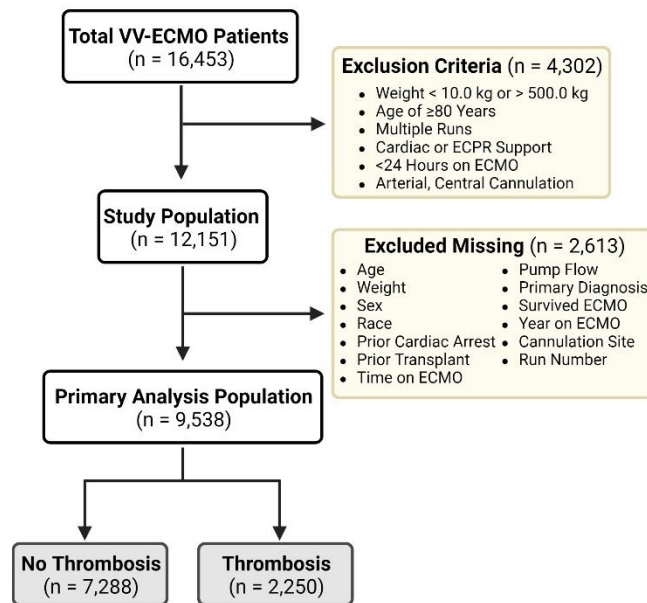 Total VV-ECMO Patients
(n = 16,453)
Exclusion Criteria (n = 4,302)
• Weight < 10.0 kg or > 500.0 kg
• Age of ≥80 Years
• Multiple Runs
• Cardiac or ECPR Support
• <24 Hours on ECMO
• Arterial, Central Cannulation
Study Population
(n = 12,151)
Excluded Missing (n = 2,613)
• Age
• Weight
• Sex
• Race
• Prior Cardiac Arrest
• Prior Transplant
• Time on ECMO
• Pump Flow
• Primary Diagnosis
• Survived ECMO
• Year on ECMO
• Cannulation Site
• Run Number
Primary Analysis Population
(n = 9,538)
No Thrombosis
(n = 7,288)
Thrombosis
(n = 2,250)